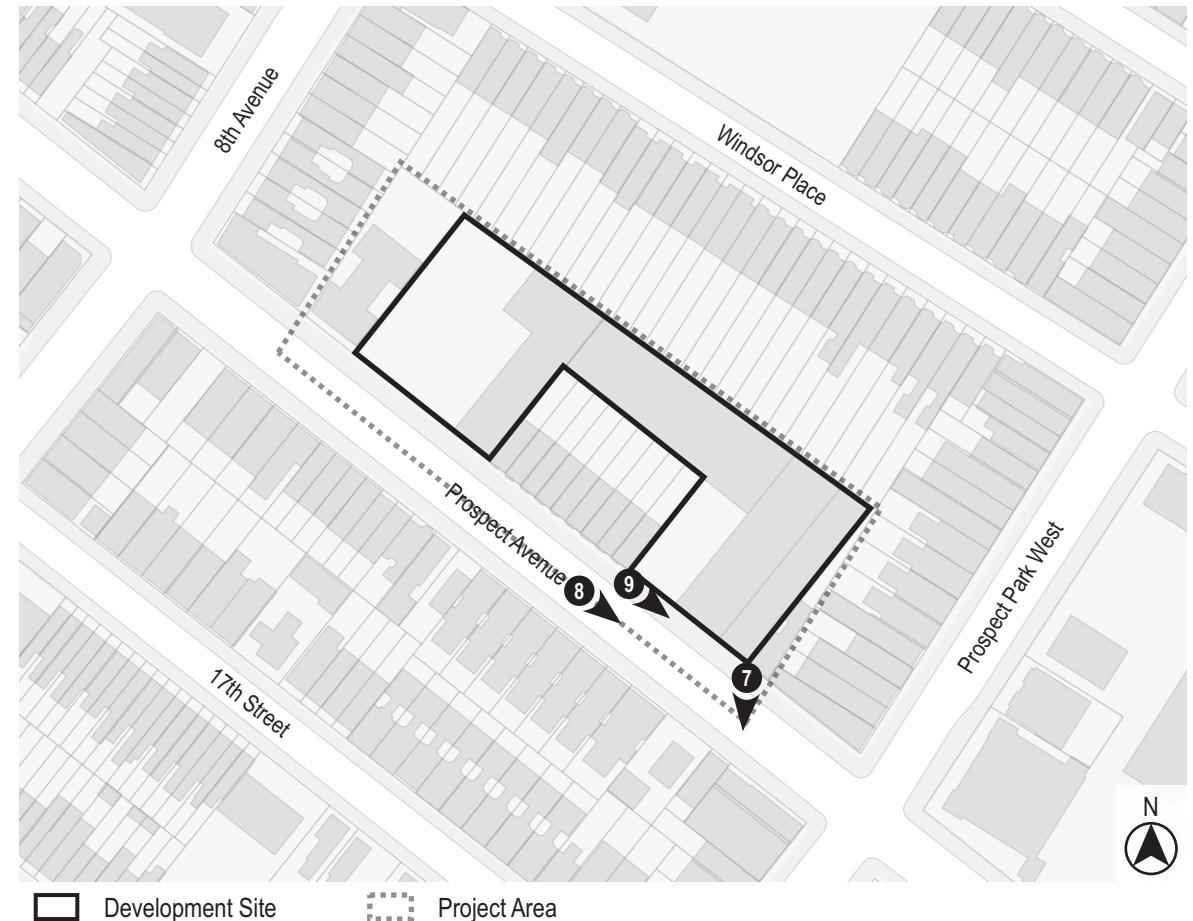 8th Avenue
Windsor Place
Prospect Avenue
8
9
7
17th Street
Prospect Park West
N
Development Site
Project Area